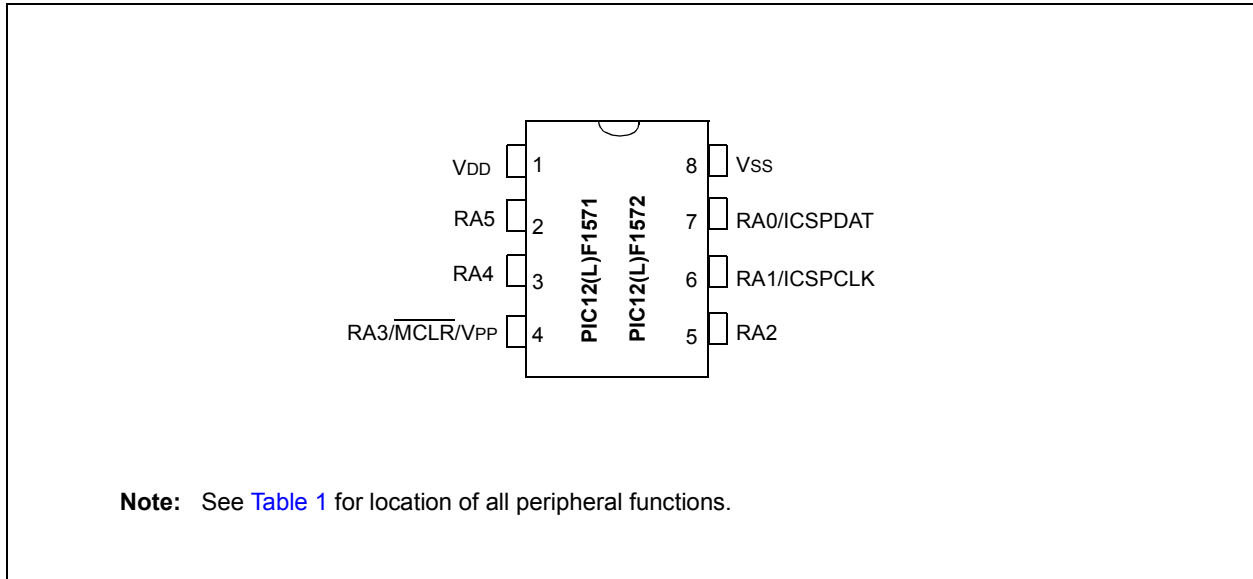 VDD 1
RA5 2
RA4 3
RA3/MCLR/VPP 4
PIC12(L)F1571
PIC12(L)F1572
8 VSS
7 RA0/ICSPDAT
6 RA1/ICSPCLK
5 RA2
Note: See Table 1 for location of all peripheral functions.